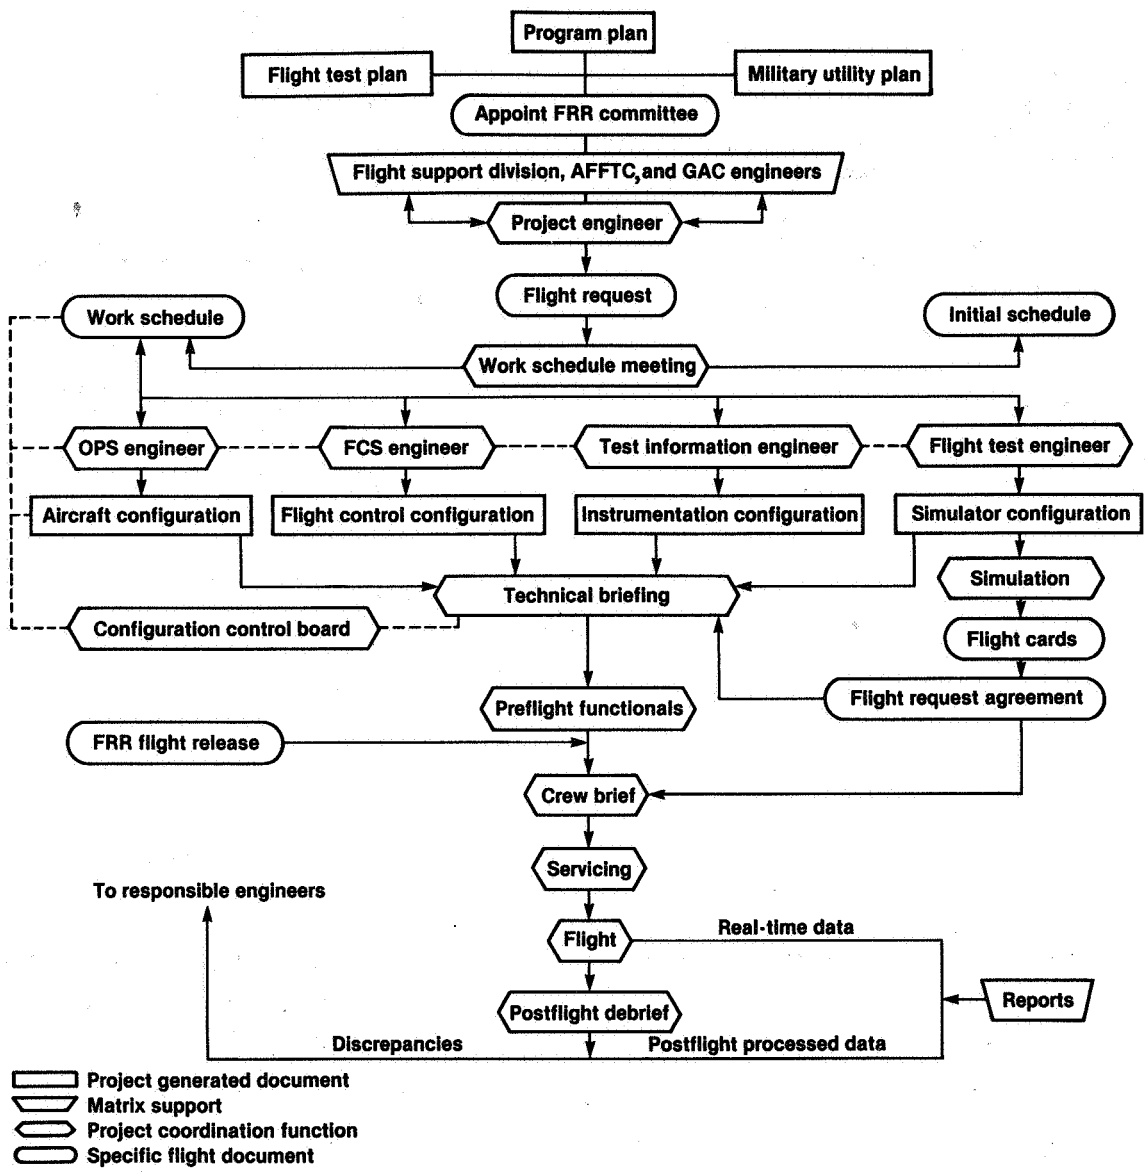 Program plan
Flight test plan
Military utility plan
Appoint FRR committee
Flight support division, AFFTC, and GAC engineers
Project engineer
Flight request
Work schedule
Initial schedule
Work schedule meeting
OPS engineer
FCS engineer
Test information engineer
Flight test engineer
Aircraft configuration
Flight control configuration
Instrumentation configuration
Simulator configuration
Technical briefing
Simulation
Configuration control board
Flight cards
Flight request agreement
Preflight functionals
FRR flight release
Crew brief
Servicing
To responsible engineers
Flight
Real-time data
Reports
Postflight debrief
Discrepancies
Postflight processed data
Project generated document
Matrix support
Project coordination function
Specific flight document